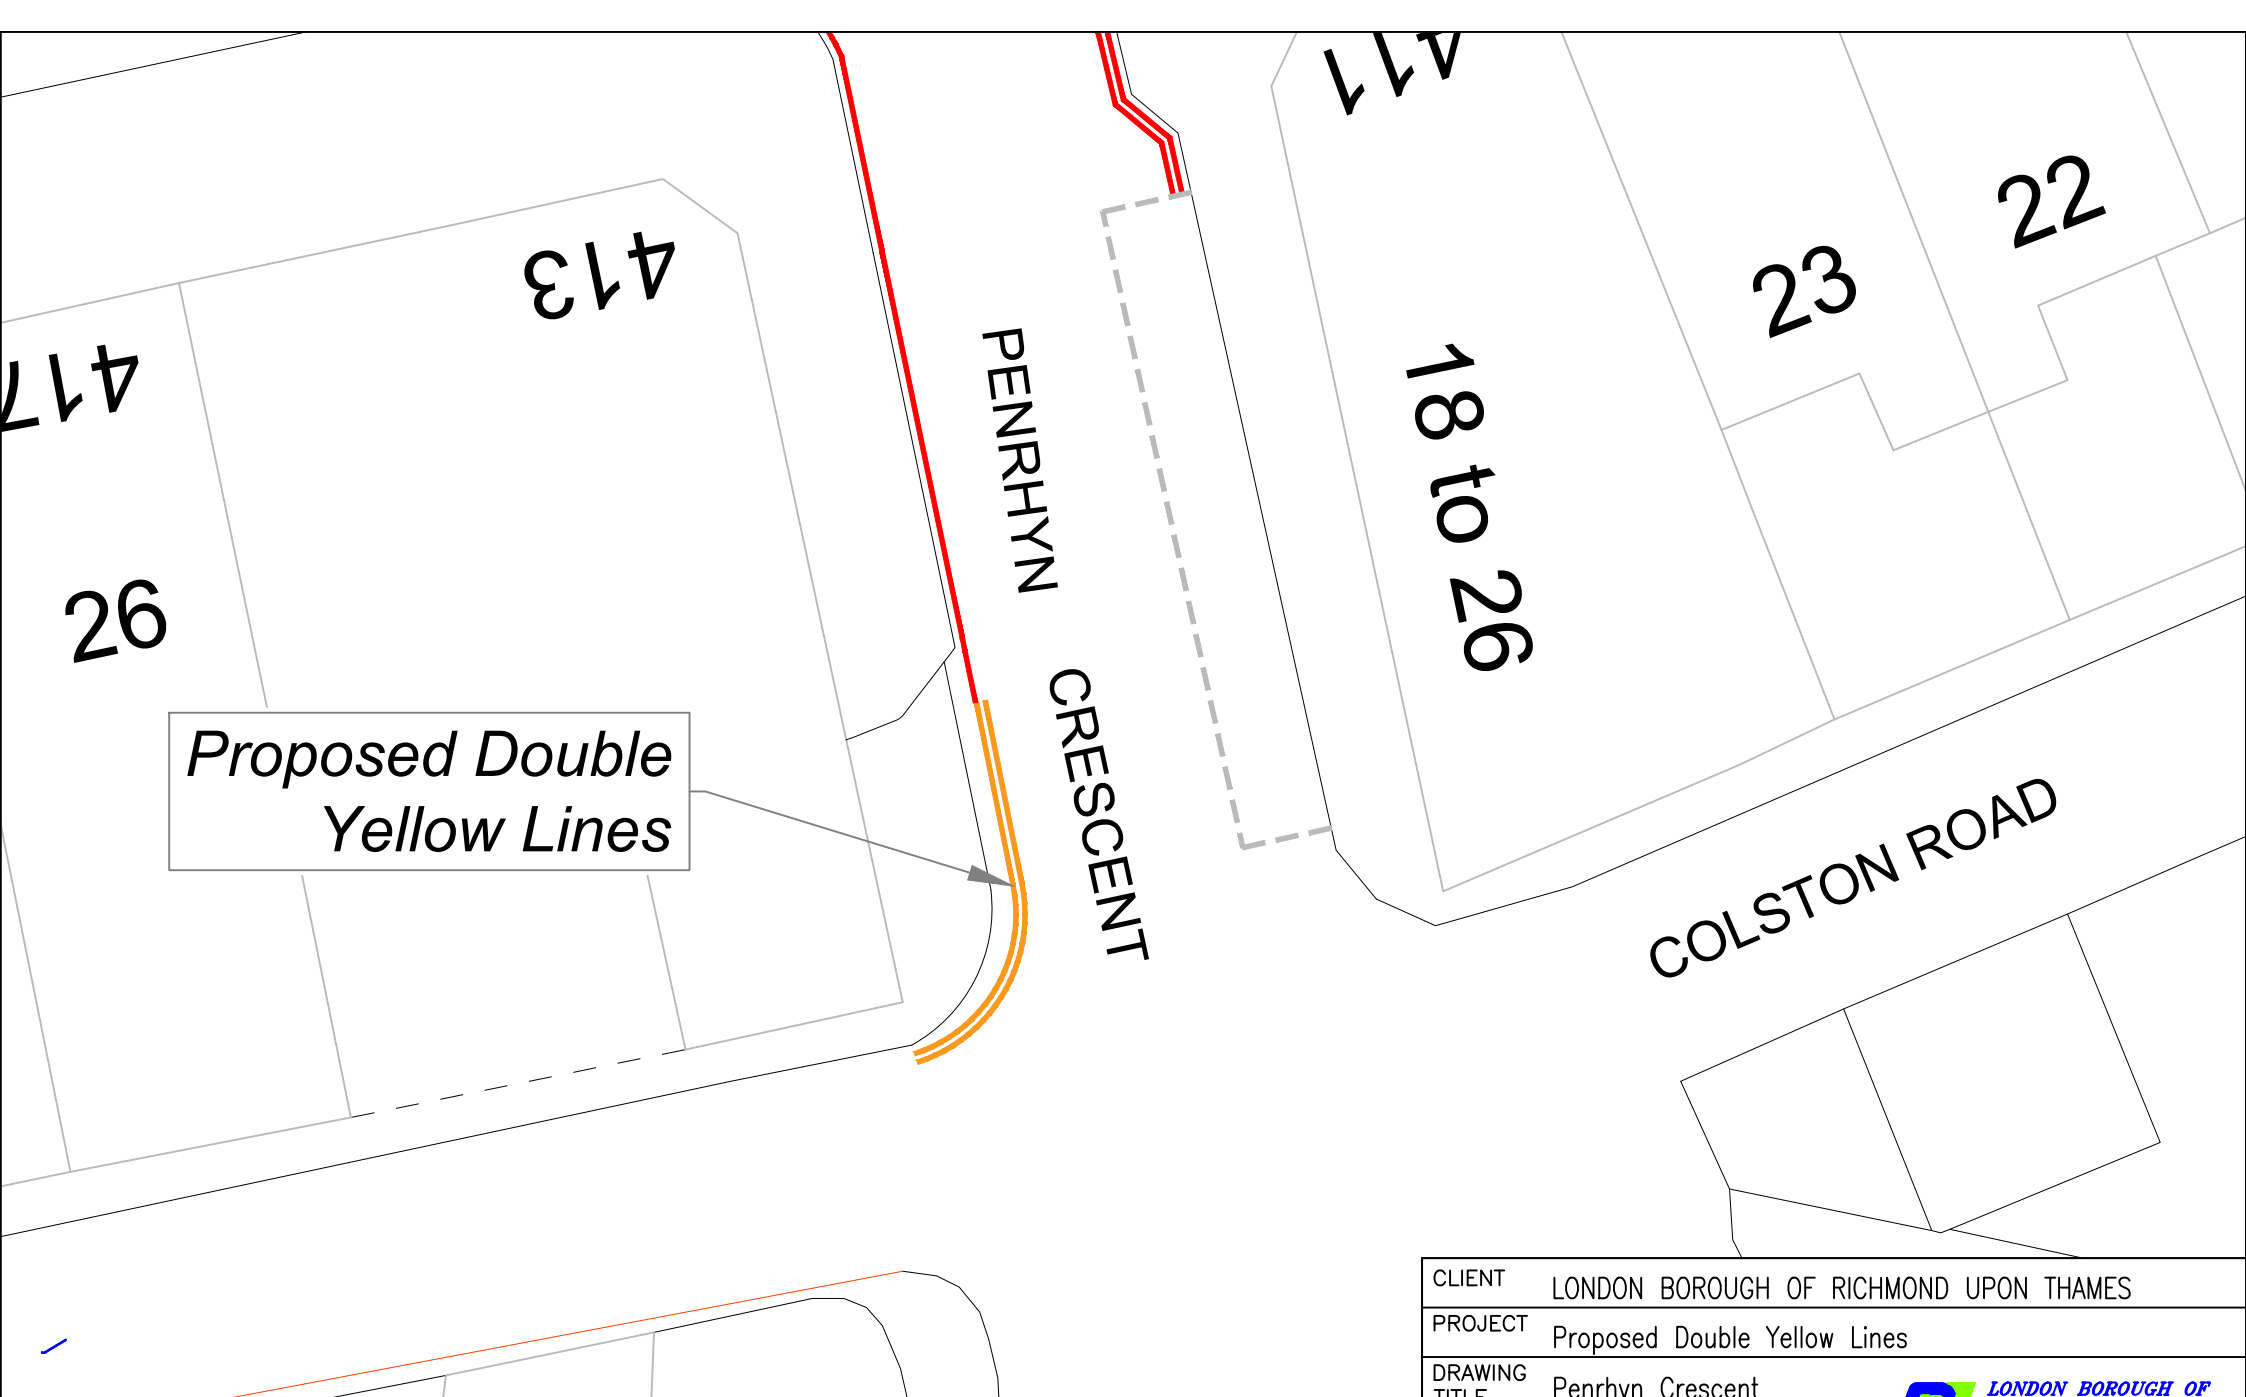 411
413
417
22
23
18 to 26
26
PENRHYN CRESCENT
Proposed Double
Yellow Lines
COLSTON ROAD
CLIENT LONDON BOROUGH OF RICHMOND UPON THAMES
PROJECT Proposed Double Yellow Lines
DRAWING
TITLE Penrhyn Crescent
LONDON BOROUGH OF